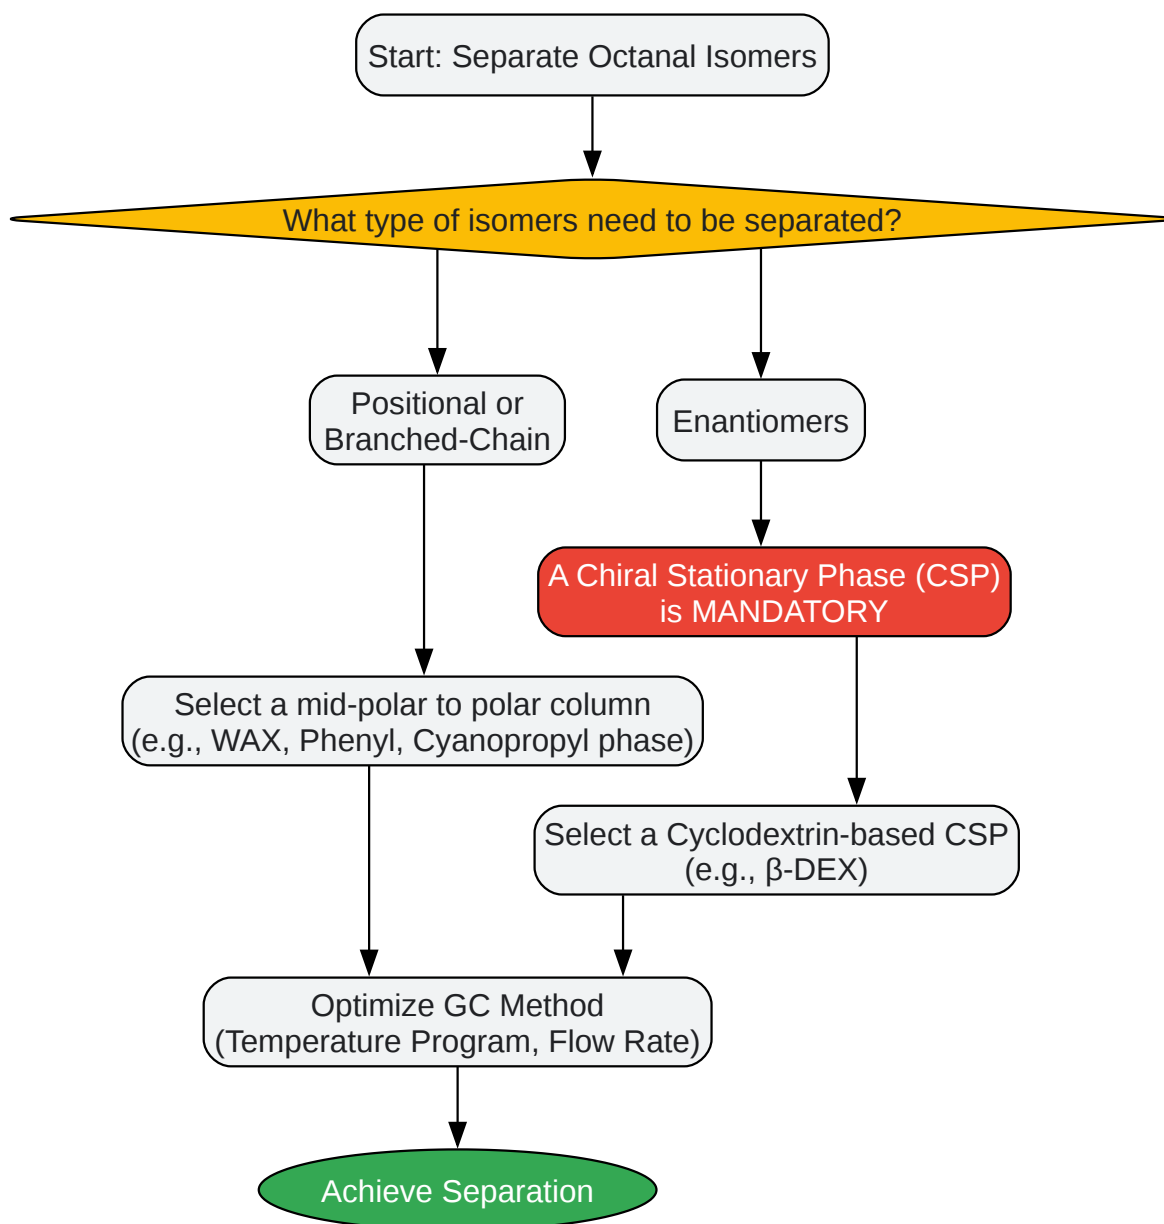 Start: Separate Octanal Isomers
What type of isomers need to be separated?
Positional or
Branched-Chain
Enantiomers
A Chiral Stationary Phase (CSP)
is MANDATORY
Select a mid-polar to polar column
(e.g., WAX, Phenyl, Cyanopropyl phase)
Select a Cyclodextrin-based CSP
(e.g., β-DEX)
Optimize GC Method
(Temperature Program, Flow Rate)
Achieve Separation